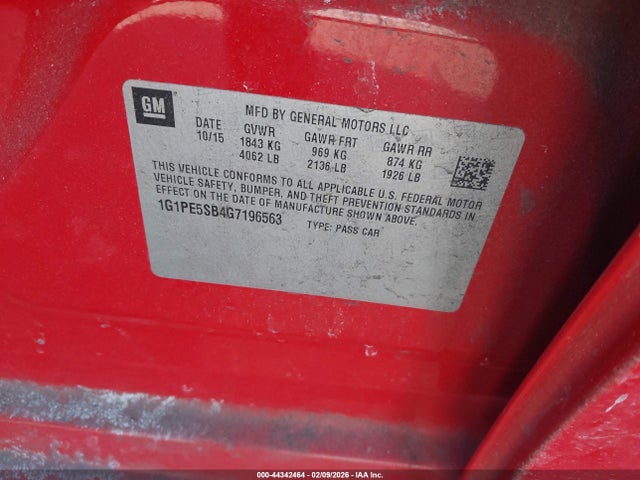 GM
MFD BY GENERAL MOTORS LLC
DATE GVWR GAWR FRT GAWR RR
10/15 1843 KG 969 KG 874 KG
4062 LB 2136 LB 1926 LB
THIS VEHICLE CONFORMS TO ALL APPLICABLE U.S. FEDERAL MOTOR
VEHICLE SAFETY, BUMPER, AND THEFT PREVENTION STANDARDS IN
EFFECT ON THE DATE OF MANUFACTURE SHOWN ABOVE.
1G1PE5SB4G7196563 TYPE: PASS CAR
000-44342464 | 02/09/2026 - IAA Inc.